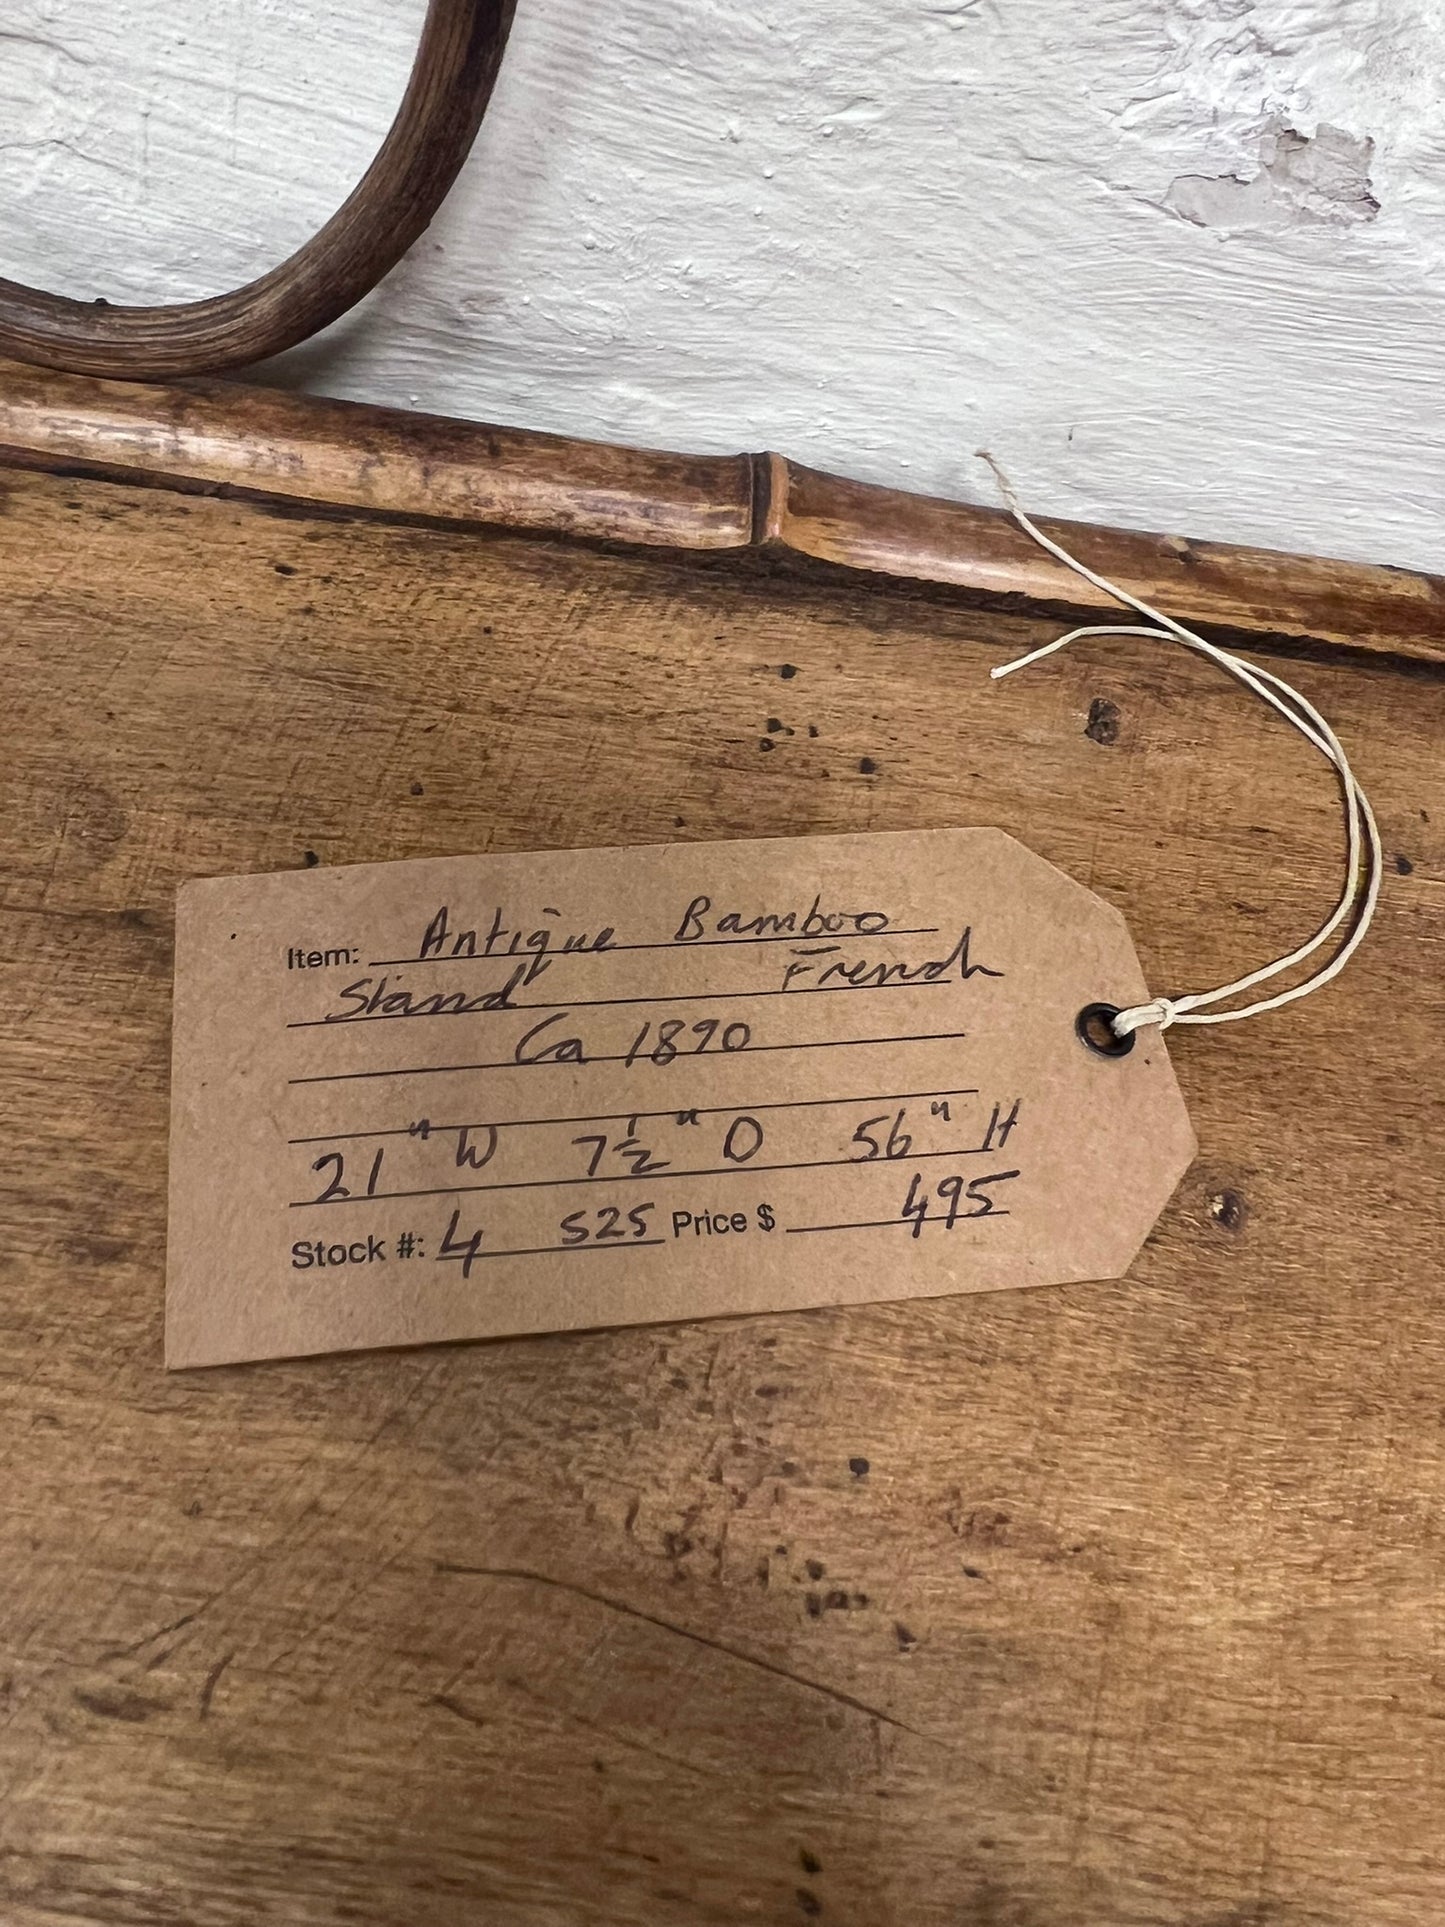 Item: Antique Bamboo
Stand French
Ca 1890
21" W 7½" D 56" H
Stock #: 4 525 Price $ 495